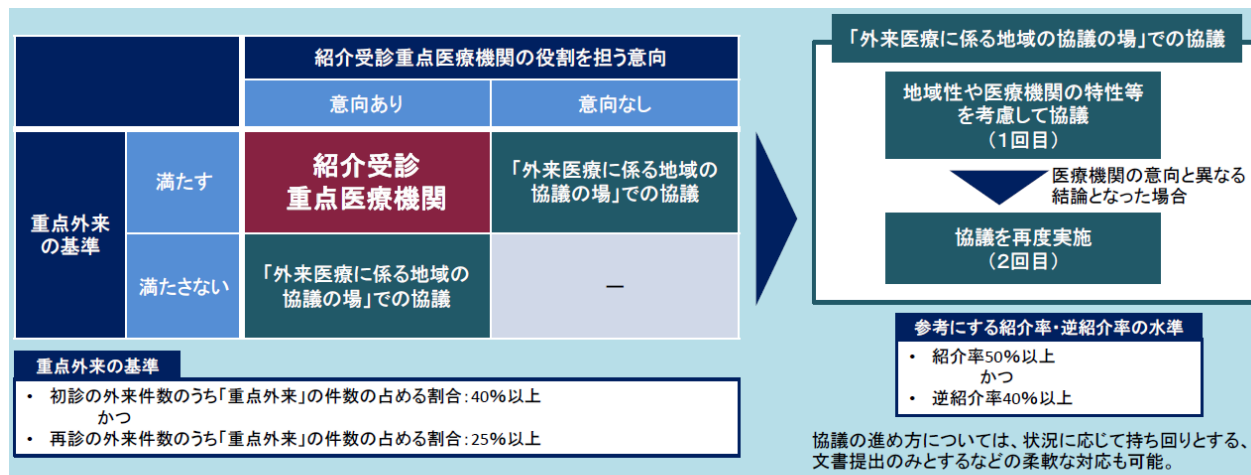 紹介受診重点医療機関の役割を担う意向
意向あり
意向なし
重点外来
の基準
満たす
紹介受診
重点医療機関
「外来医療に係る地域の
協議の場」での協議
満たさない
「外来医療に係る地域の
協議の場」での協議
―
重点外来の基準
• 初診の外来件数のうち「重点外来」の件数の占める割合:40%以上
かつ
• 再診の外来件数のうち「重点外来」の件数の占める割合:25%以上
「外来医療に係る地域の協議の場」での協議
地域性や医療機関の特性等
を考慮して協議
(1回目)
医療機関の意向と異なる
結論となった場合
協議を再度実施
(2回目)
参考にする紹介率・逆紹介率の水準
• 紹介率50%以上
かつ
• 逆紹介率40%以上
協議の進め方については、状況に応じて持ち回りとする、
文書提出のみとするなどの柔軟な対応も可能。